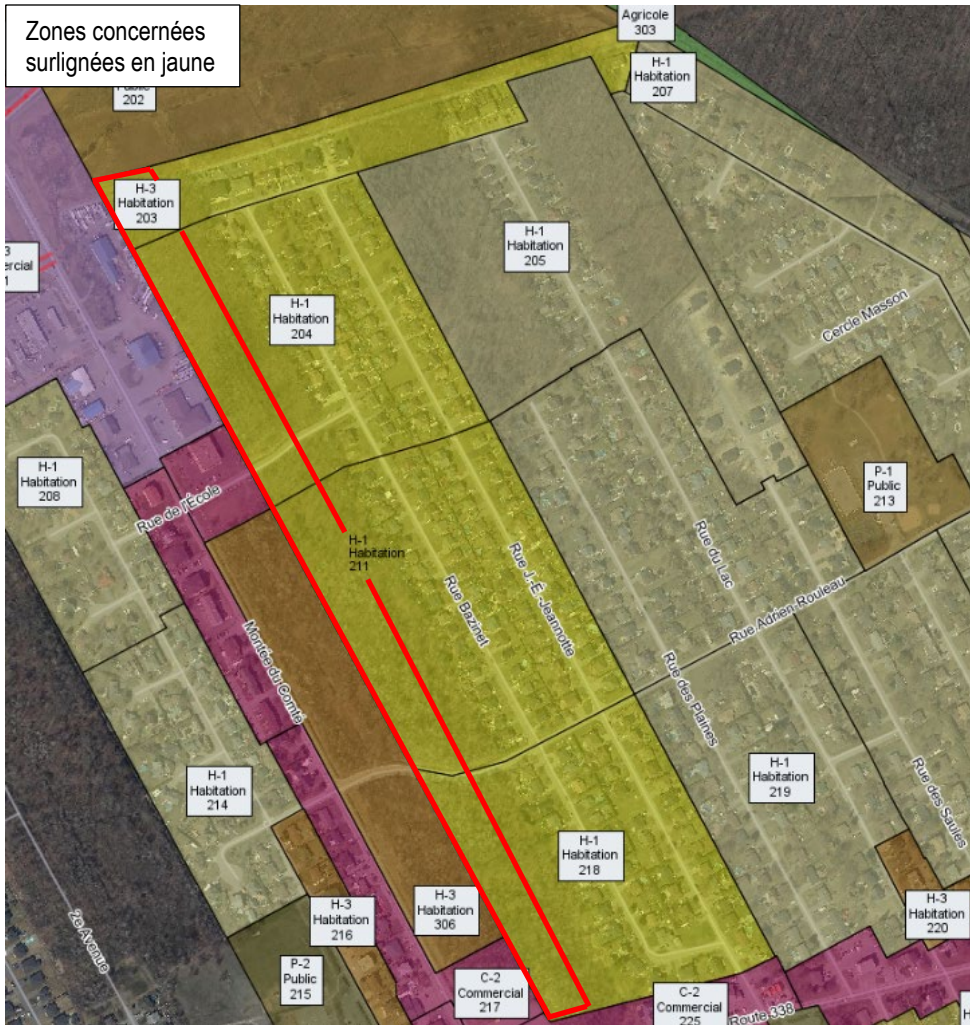 Zones concernées
surlignées en jaune
Agricole
303
Public
202
H-1
Habitation
207
H-3
Habitation
203
H-1
Habitation
205
H-1
Habitation
204
Cercle Masson
H-1
Habitation
208
Rue de l'École
P-1
Public
213
H-1
Habitation
211
Rue du Lac
Rue J.-É.-Jeannotte
Rue Bazinet
Rue Adrien-Rouleau
Montée du Comté
Rue des Plaines
H-1
Habitation
214
H-1
Habitation
219
Rue des Saules
H-1
Habitation
218
H-3
Habitation
306
H-3
Habitation
216
H-3
Habitation
220
2e Avenue
P-2
Public
215
C-2
Commercial
217
C-2
Commercial
225
Route 338